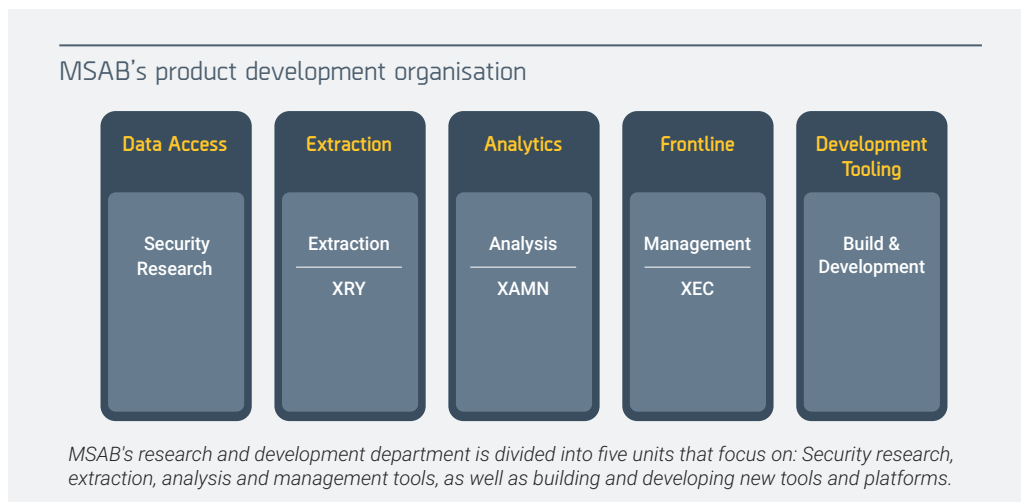 MSAB's product development organisation
Data Access
Security
Research
Extraction
Extraction
XRY
Analytics
Analysis
XAMN
Frontline
Management
XEC
Development
Tooling
Build &
Development
MSAB's research and development department is divided into five units that focus on: Security research,
extraction, analysis and management tools, as well as building and developing new tools and platforms.